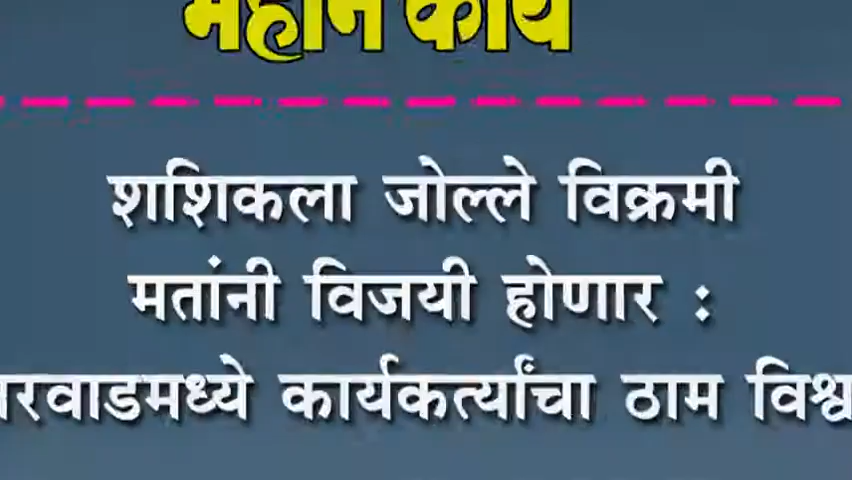 महान कार्य
शशिकला जोल्ले विक्रमी
मतांनी विजयी होणार :
कार्यकर्त्यांचा ठाम